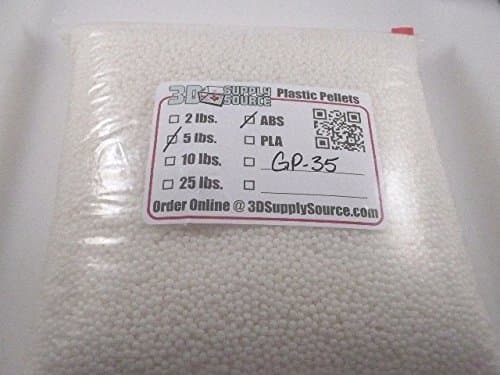 3D SUPPLY SOURCE Plastic Pellets
2 lbs. ABS
5 lbs. PLA
10 lbs. GP-35
25 lbs.
Order Online @ 3DSupplySource.com